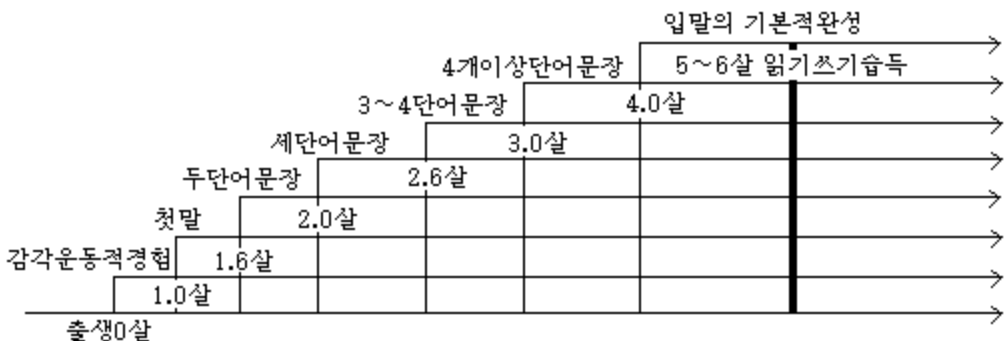 입말의 기본적완성
4개이상단어문장
5～6살 읽기쓰기습득
3～4단어문장
4.0살
세단어문장
3.0살
두단어문장
2.6살
첫말
2.0살
감각운동적경험
1.6살
1.0살
출생0살